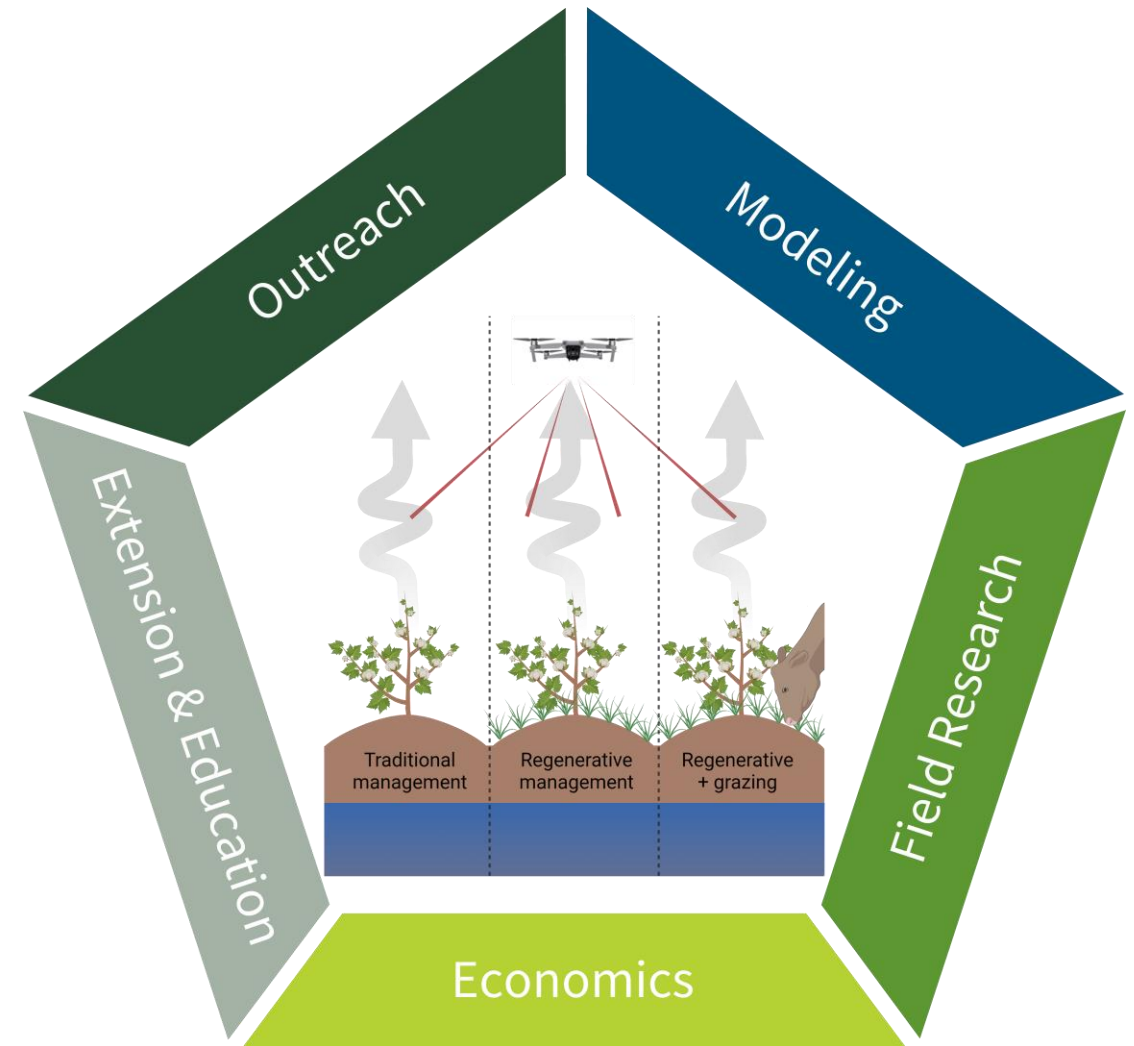 Outreach
Modeling
Extension & Education
Field Research
Traditional
management
Regenerative
management
Regenerative
+ grazing
Economics